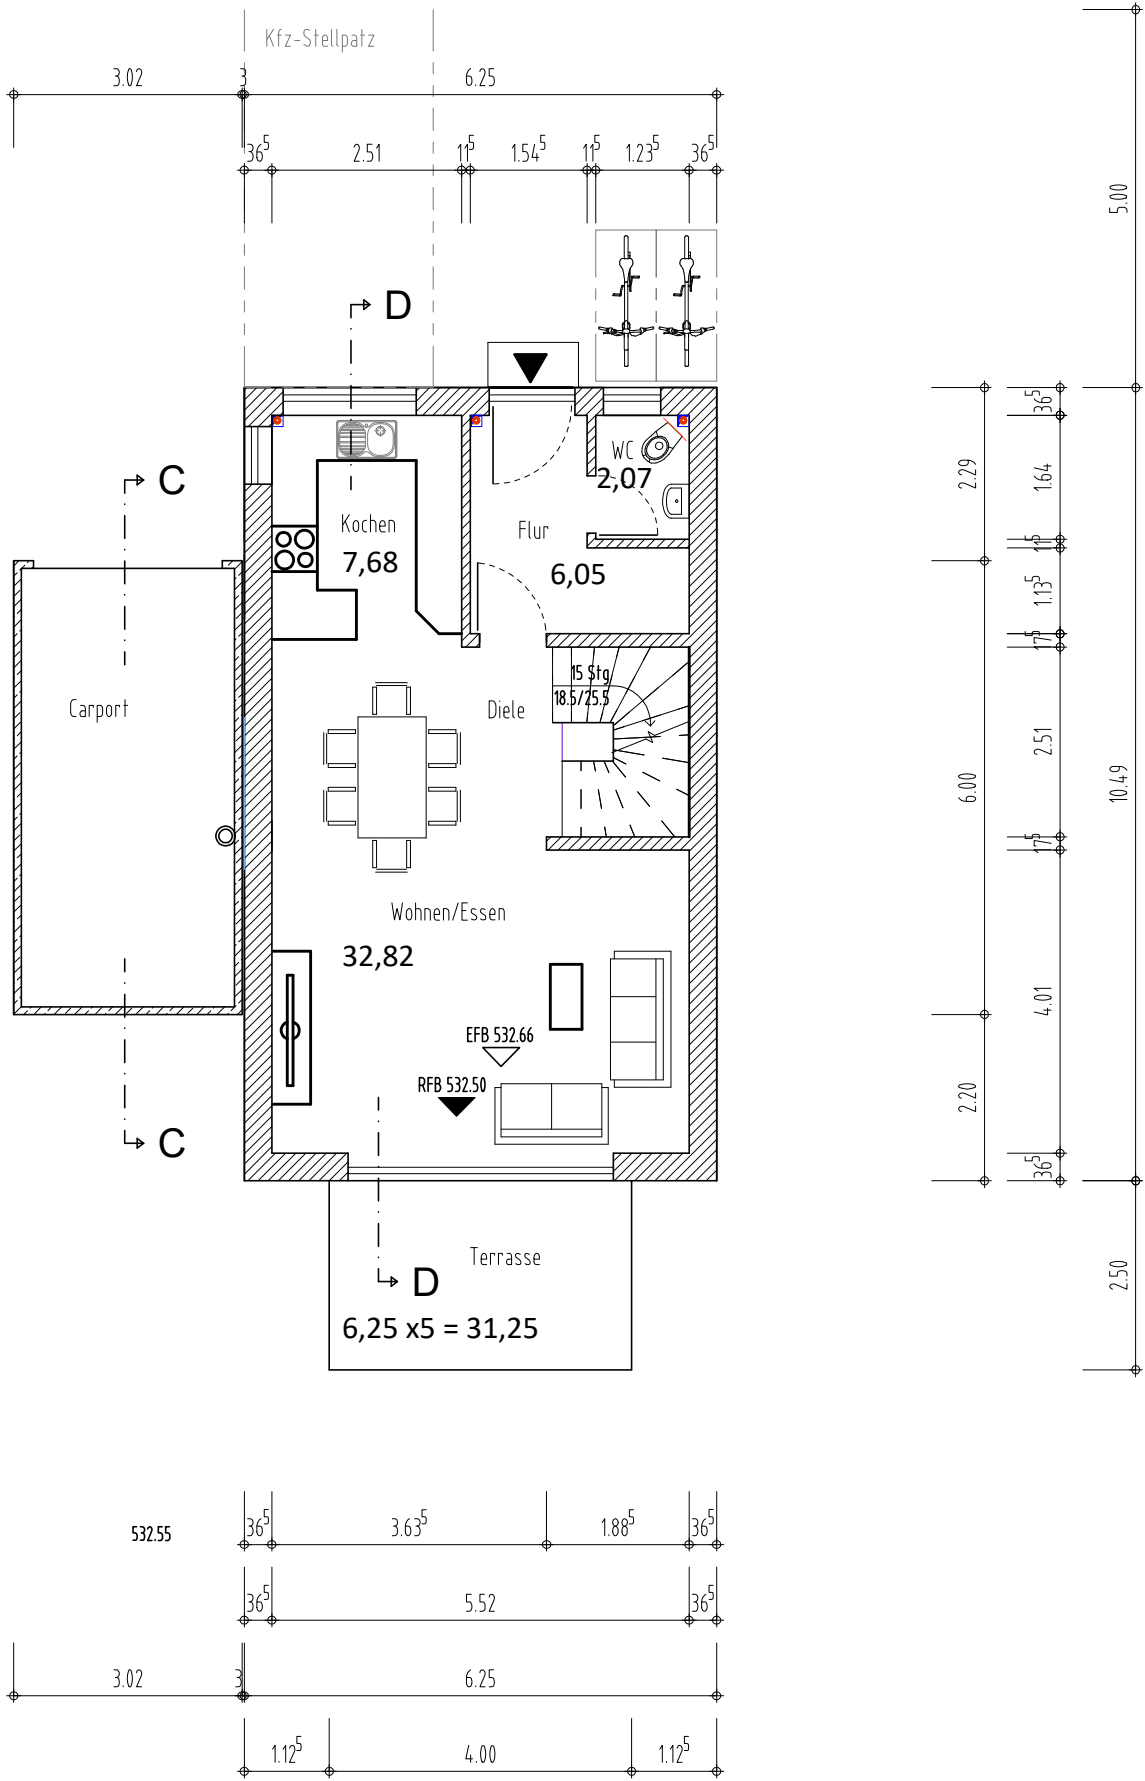 Kfz-Stellpatz
3.02 3 6.25
36⁵ 2.51 11⁵ 1.54⁵ 11⁵ 1.23⁵ 36⁵
5.00
D
36⁵
WC
2,07
C
2.29
1.64
Kochen
7,68
Flur
6,05
11⁵
1.13⁵
17⁵
15 Stg
18.5/25.5
Carport
Diele
2.51
6.00
10.49
17⁵
Wohnen/Essen
32,82
4.01
EFB 532.66
RFB 532.50
2.20
C
36⁵
Terrasse
D
2.50
6,25 x5 = 31,25
532.55
36⁵ 3.63⁵ 1.88⁵ 36⁵
36⁵ 5.52 36⁵
3.02 3 6.25
1.12⁵ 4.00 1.12⁵